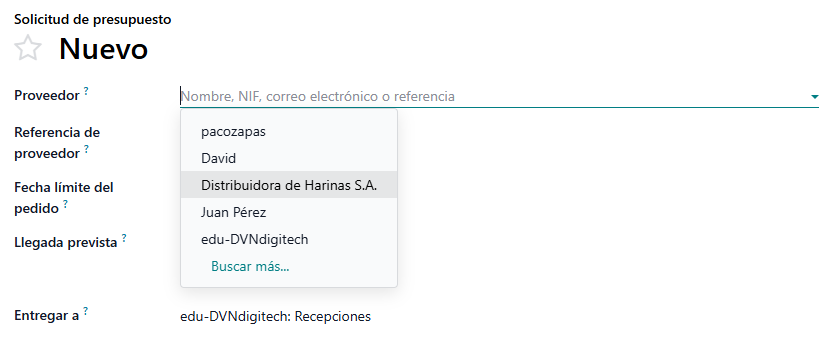 Solicitud de presupuesto
Nuevo
Proveedor ?
Nombre, NIF, correo electrónico o referencia
pacozapas
David
Distribuidora de Harinas S.A.
Juan Pérez
edu-DVNdigitech
Buscar más...
Referencia de
proveedor ?
Fecha límite del
pedido ?
Llegada prevista ?
Entregar a ?
edu-DVNdigitech: Recepciones